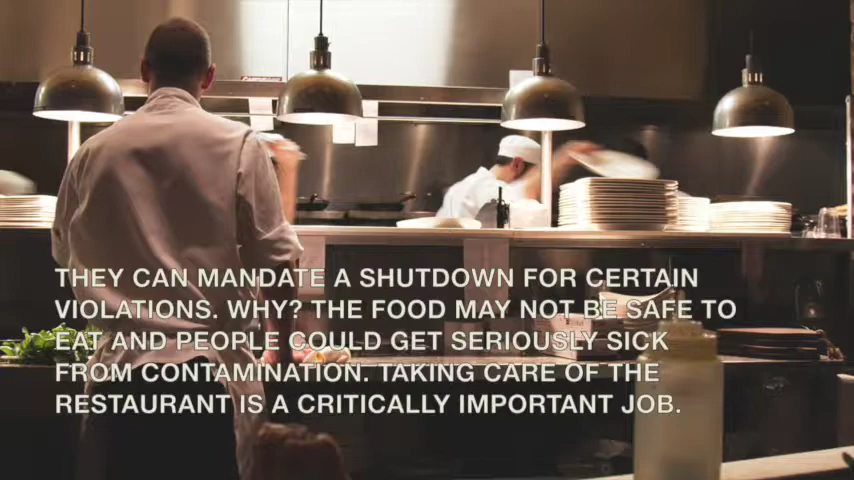 THEY CAN MANDATE A SHUTDOWN FOR CERTAIN
VIOLATIONS. WHY? THE FOOD MAY NOT BE SAFE TO
EAT AND PEOPLE COULD GET SERIOUSLY SICK
FROM CONTAMINATION. TAKING CARE OF THE
RESTAURANT IS A CRITICALLY IMPORTANT JOB.